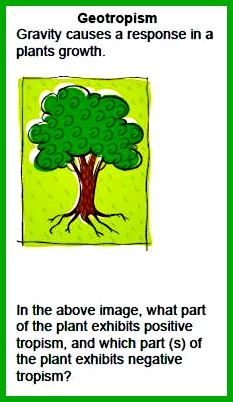 Geotropism
Gravity causes a response in a
plants growth.
In the above image, what part
of the plant exhibits positive
tropism, and which part (s) of
the plant exhibits negative
tropism?